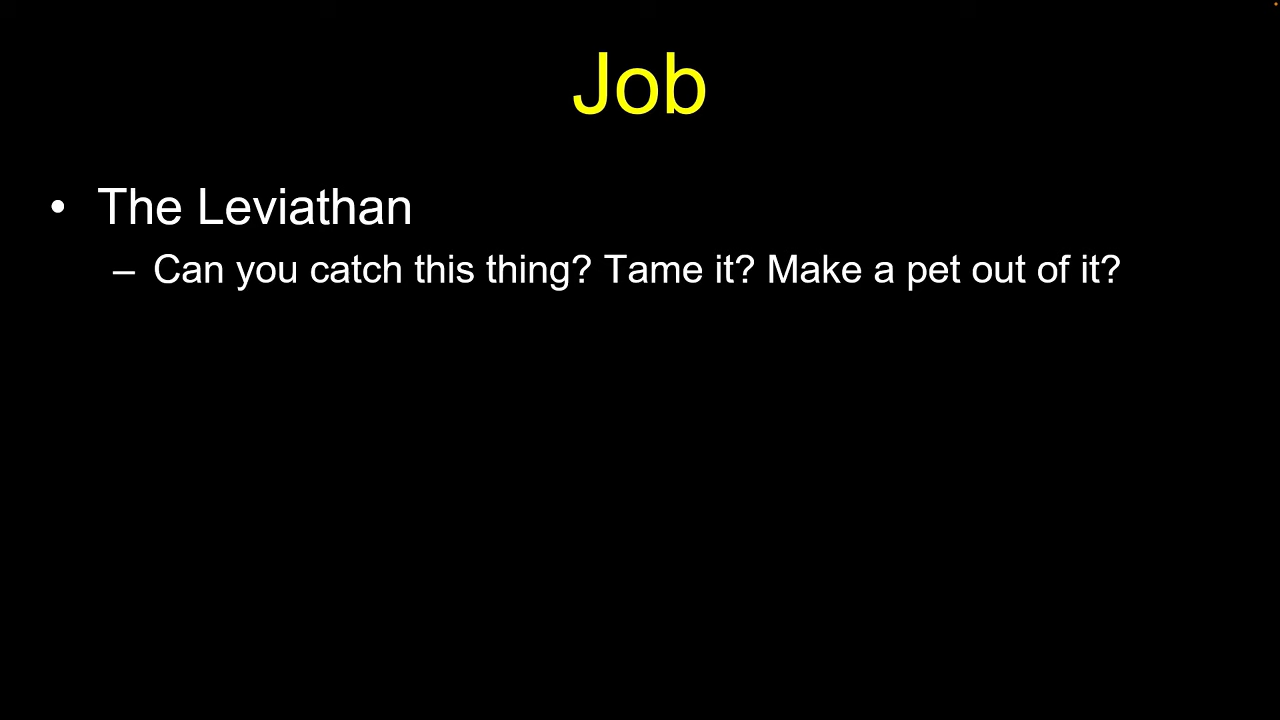 Job
• The Leviathan
– Can you catch this thing? Tame it? Make a pet out of it?